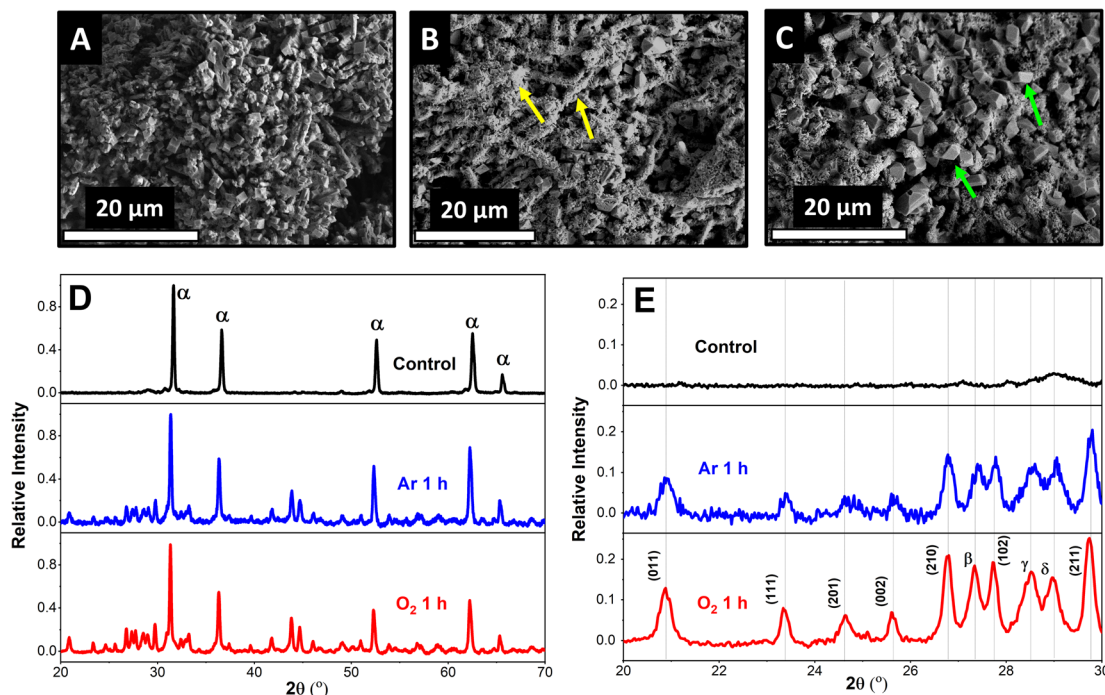 A
B
C
20 µm
20 µm
20 µm
D
α
α
α
α
α
Control
Ar 1 h
O2 1 h
1.0
0.4
0.0
0.8
0.4
0.0
0.8
0.4
0.0
20
30
40
50
60
70
Relative Intensity
2θ (°)
E
Control
Ar 1 h
O2 1 h
(011)
(111)
(201)
(002)
(210)
β
(102)
γ
δ
(211)
0.2
0.1
0.0
0.2
0.1
0.0
0.2
0.1
0.0
20
22
24
26
28
30
Relative Intensity
2θ (°)